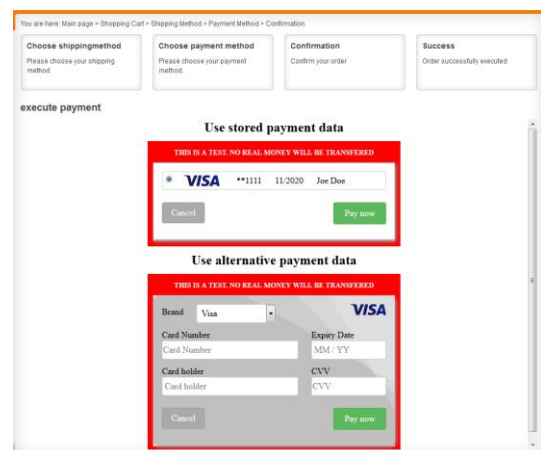 You are here: Main page > Shopping Cart > Shipping Method > Payment Method > Confirmation
Choose shippingmethod
Please choose your shipping
method
Choose payment method
Please choose your payment
method.
Confirmation
Confirm your order
Success
Order successfully executed
execute payment
Use stored payment data
THIS IS A TEST. NO REAL MONEY WILL BE TRANSFERED
VISA **1111 11/2020 Joe Doe
Cancel Pay now
Use alternative payment data
THIS IS A TEST. NO REAL MONEY WILL BE TRANSFERED
Brand Visa VISA
Card Number Expiry Date
Card Number MM / YY
Card holder CVV
Card holder CVV
Cancel Pay now